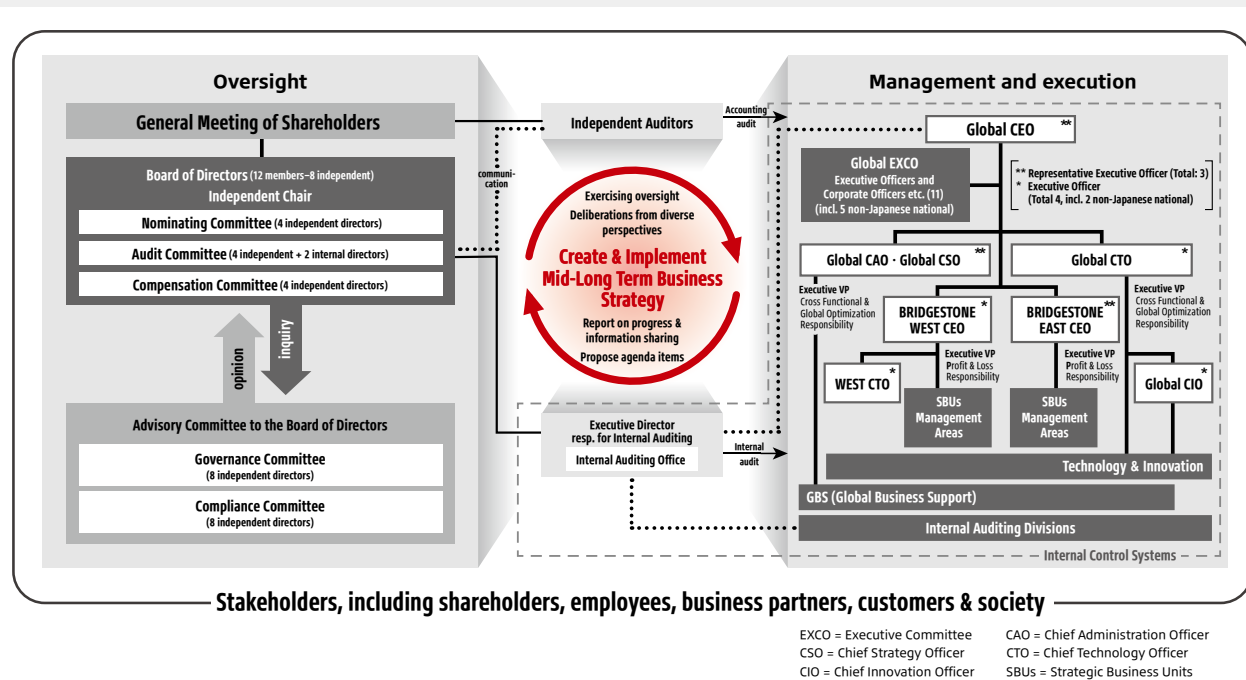 Oversight
General Meeting of Shareholders
Board of Directors (12 members–8 independent)
Independent Chair
Nominating Committee (4 independent directors)
Audit Committee (4 independent + 2 internal directors)
Compensation Committee (4 independent directors)
opinion
inquiry
Advisory Committee to the Board of Directors
Governance Committee
(8 independent directors)
Compliance Committee
(8 independent directors)
communi-
cation
Independent Auditors
Accounting
audit
Exercising oversight
Deliberations from diverse
perspectives
Create & Implement
Mid-Long Term Business
Strategy
Report on progress &
information sharing
Propose agenda items
Executive Director
resp. for Internal Auditing
Internal Auditing Office
Internal
audit
Management and execution
Global CEO **
Global EXCO
Executive Officers and
Corporate Officers etc. (11)
(incl. 5 non-Japanese national)
** Representative Executive Officer (Total: 3)
* Executive Officer
(Total 4, incl. 2 non-Japanese national)
Global CAO · Global CSO **
Global CTO *
Executive VP
Cross Functional &
Global Optimization
Responsibility
BRIDGESTONE *
WEST CEO
BRIDGESTONE **
EAST CEO
Executive VP
Cross Functional &
Global Optimization
Responsibility
WEST CTO *
Executive VP
Profit & Loss
Responsibility
Executive VP
Profit & Loss
Responsibility
Global CIO *
SBUs
Management
Areas
SBUs
Management
Areas
Technology & Innovation
GBS (Global Business Support)
Internal Auditing Divisions
Internal Control Systems
Stakeholders, including shareholders, employees, business partners, customers & society
EXCO = Executive Committee
CSO = Chief Strategy Officer
CIO = Chief Innovation Officer
CAO = Chief Administration Officer
CTO = Chief Technology Officer
SBUs = Strategic Business Units